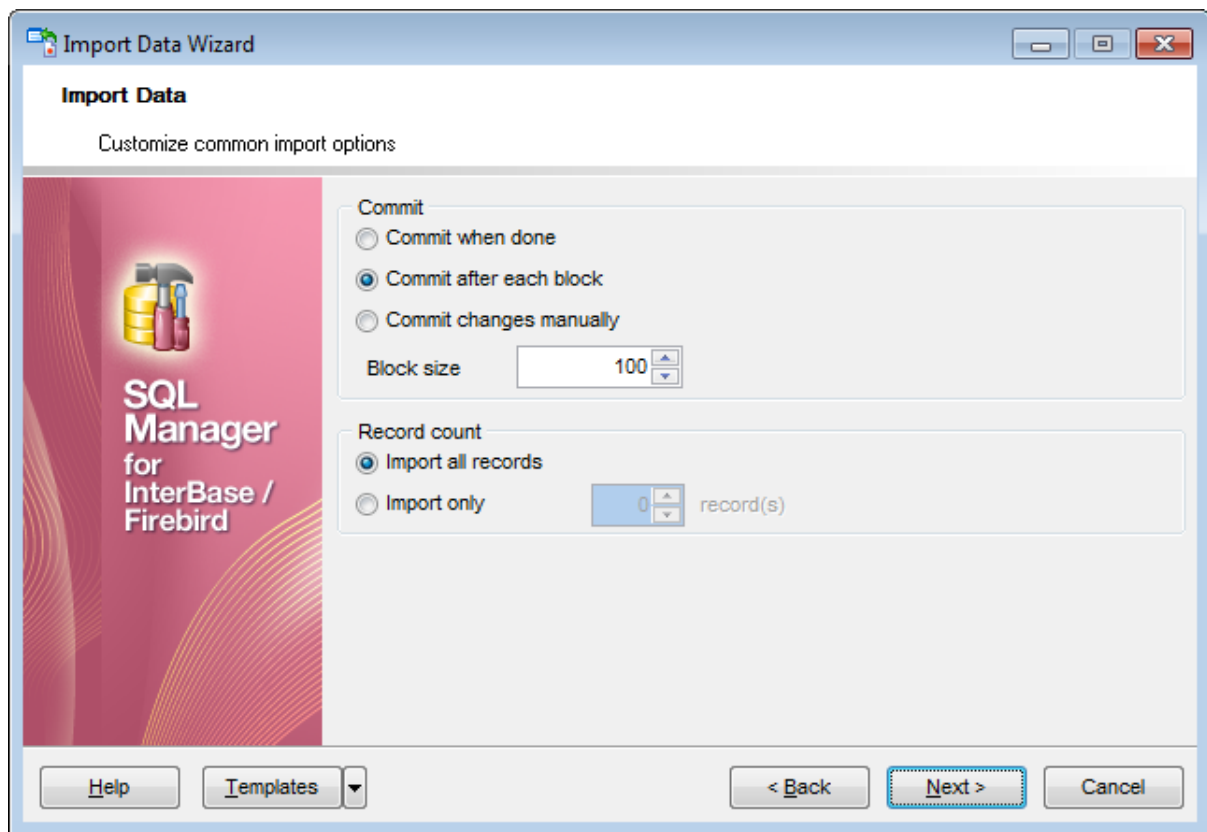 Import Data Wizard
Import Data
Customize common import options
SQL
Manager
for
InterBase /
Firebird
Commit
Commit when done
Commit after each block
Commit changes manually
Block size 100
Record count
Import all records
Import only 0 record(s)
Help Templates < Back Next > Cancel